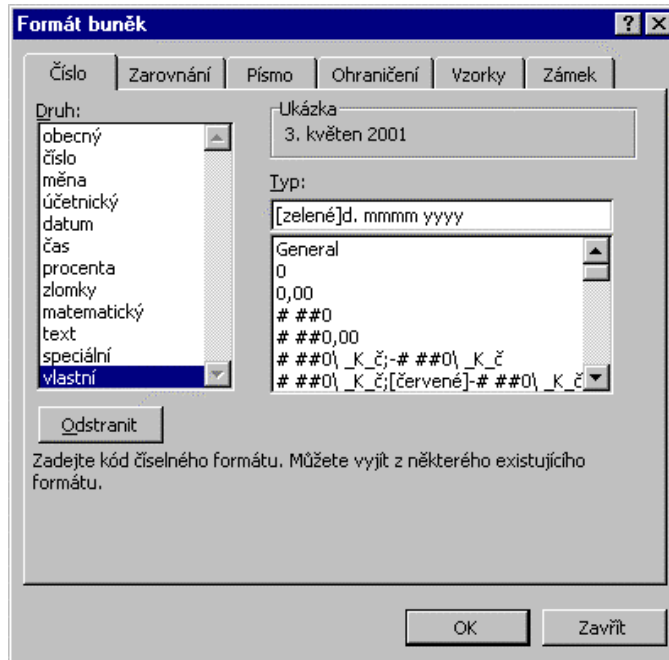 Formát buněk
Číslo Zarovnání Písmo Ohraničení Vzorky Zámek
Druh:
obecný
číslo
měna
účetnický
datum
čas
procenta
zlomky
matematický
text
speciální
vlastní
Ukázka
3. květen 2001
Typ:
[zelené]d. mmmm yyyy
General
0
0,00
# ##0
# ##0,00
# ##0\ _K_č;-# ##0\ _K_č
# ##0\ _K_č;[červené]-# ##0\ _K_č
Odstranit
Zadejte kód číselného formátu. Můžete vyjít z některého existujícího
formátu.
OK Zavřít